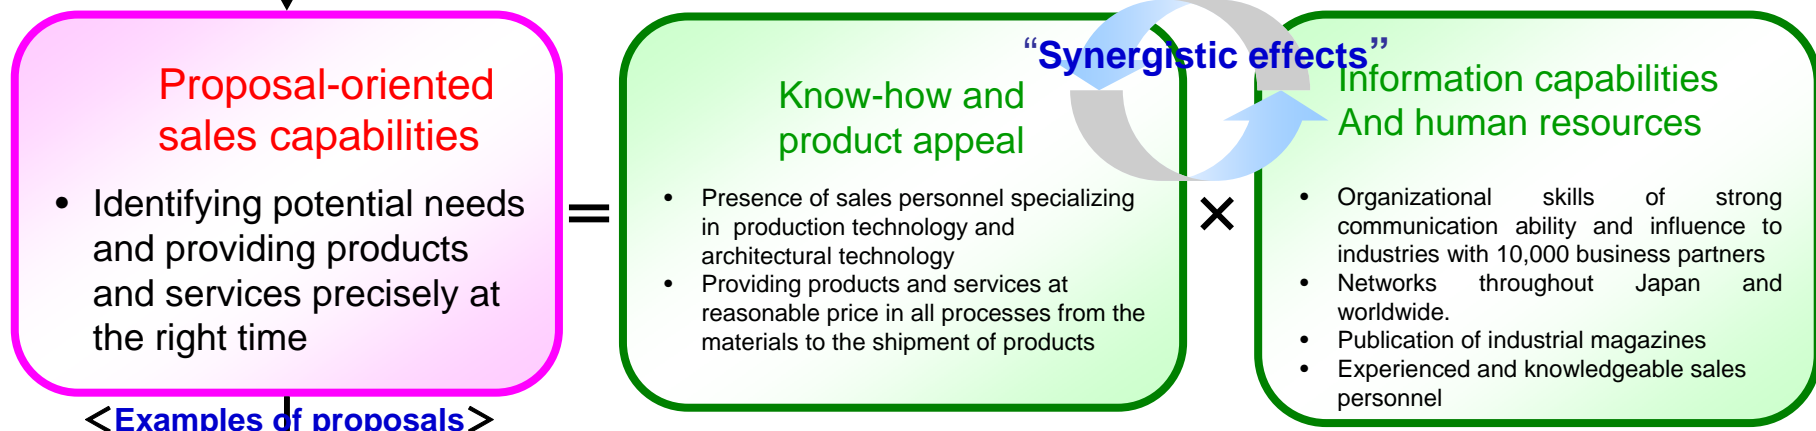 Proposal-oriented
sales capabilities
• Identifying potential needs
and providing products
and services precisely at
the right time
<Examples of proposals>
=
Know-how and
product appeal
• Presence of sales personnel specializing
in production technology and
architectural technology
• Providing products and services at
reasonable price in all processes from the
materials to the shipment of products
“Synergistic effects”
×
Information capabilities
And human resources
• Organizational skills of strong
communication ability and influence to
industries with 10,000 business partners
• Networks throughout Japan and
worldwide.
• Publication of industrial magazines
• Experienced and knowledgeable sales
personnel